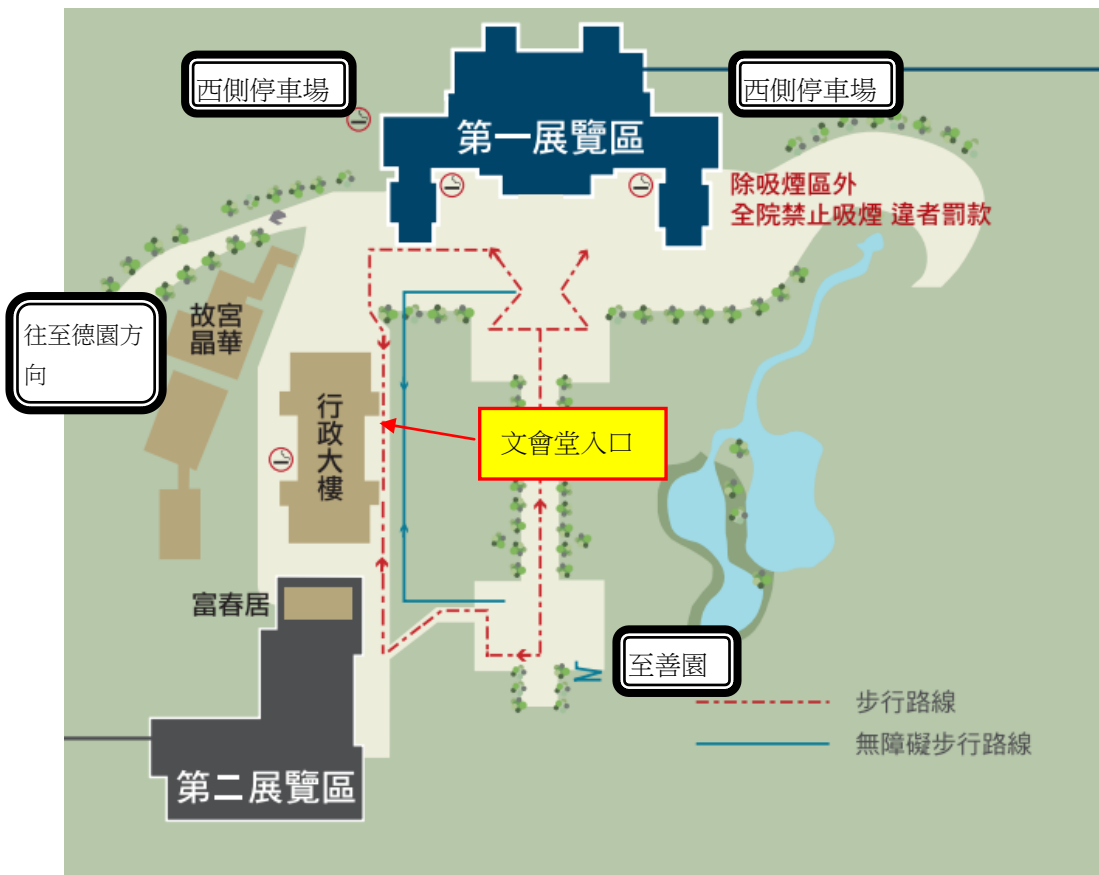 西側停車場
西側停車場
第一展覽區
除吸煙區外
全院禁止吸煙 違者罰款
故宮
晶華
往至德園方
向
行政大樓
文會堂入口
富春居
至善園
步行路線
無障礙步行路線
第二展覽區